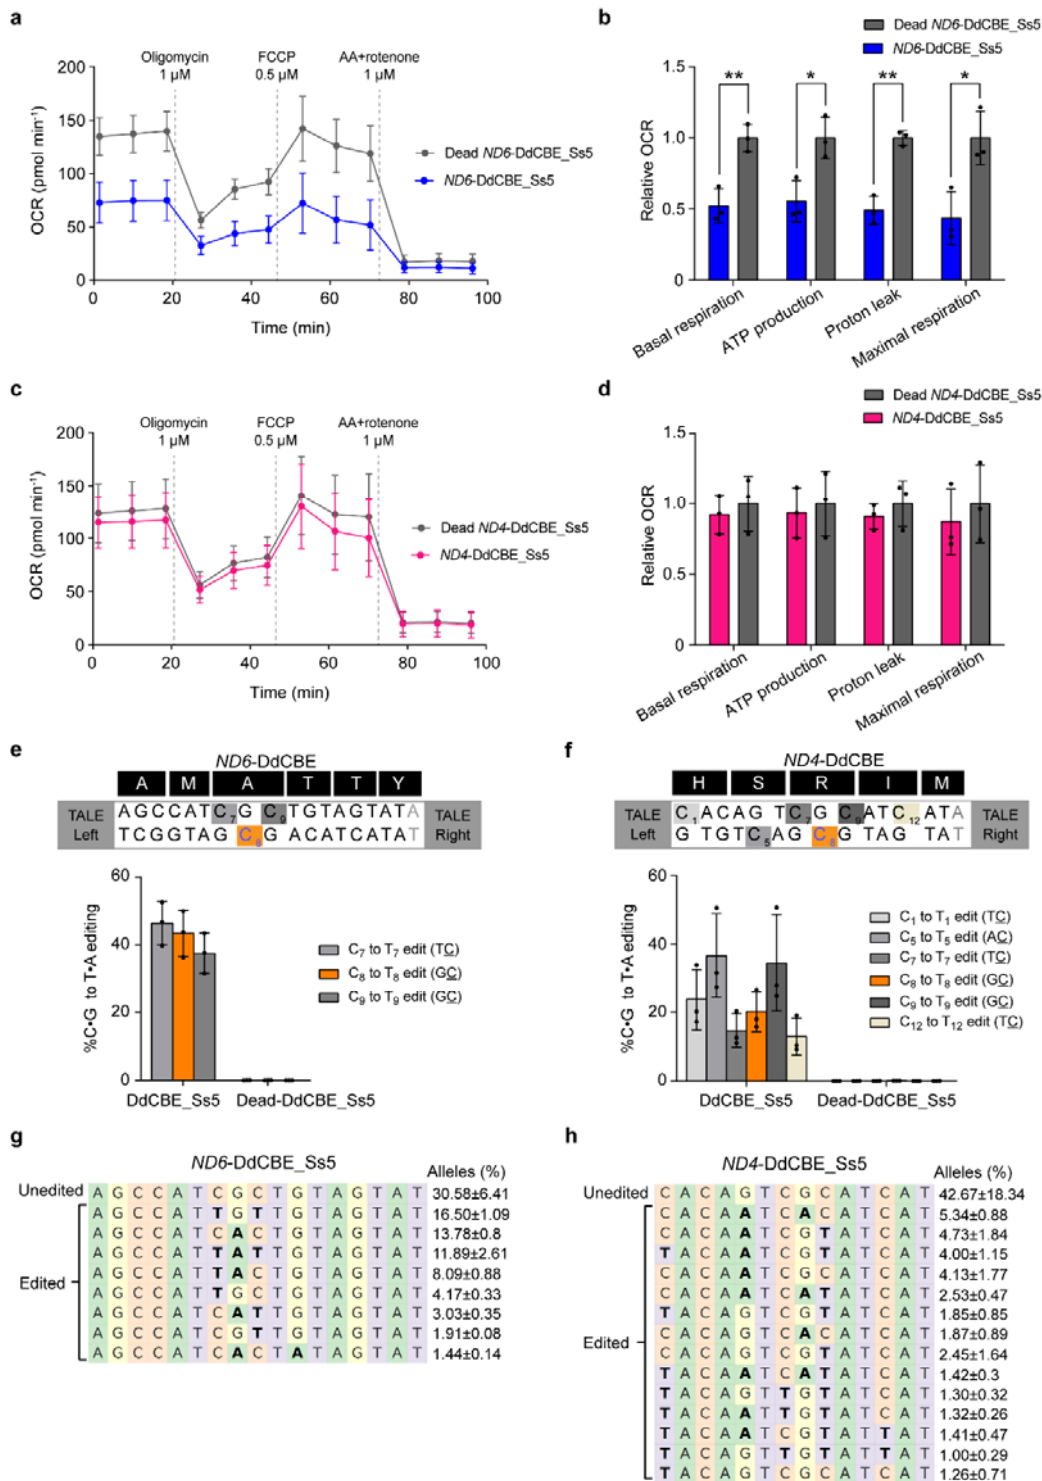 a
Oligomycin
1 μM
FCCP
0.5 μM
AA+rotenone
1 μM
200
150
100
50
0
OCR (pmol min⁻¹)
0 20 40 60 80 100
Time (min)
Dead ND6-DdCBE_Ss5
ND6-DdCBE_Ss5
b
Dead ND6-DdCBE_Ss5
ND6-DdCBE_Ss5
1.5
1.0
0.5
0
Relative OCR
** * ** *
Basal respiration
ATP production
Proton leak
Maximal respiration
c
Oligomycin
1 μM
FCCP
0.5 μM
AA+rotenone
1 μM
200
150
100
50
0
OCR (pmol min⁻¹)
0 20 40 60 80 100
Time (min)
Dead ND4-DdCBE_Ss5
ND4-DdCBE_Ss5
d
Dead ND4-DdCBE_Ss5
ND4-DdCBE_Ss5
1.5
1.0
0.5
0
Relative OCR
Basal respiration
ATP production
Proton leak
Maximal respiration
e
ND6-DdCBE
A M A T T Y
TALE Left
AGCCATC₇G C₉TGTAGTATA
TCGGTAG C₈G ACATCATAT
TALE Right
60
40
20
0
%C•G to T•A editing
DdCBE_Ss5 Dead-DdCBE_Ss5
C₇ to T₇ edit (TC)
C₈ to T₈ edit (GC)
C₉ to T₉ edit (GC)
f
ND4-DdCBE
H S R I M
TALE Left
C₁ACAGT C₇G C₉ATC₁₂ATA
G TGTC₅AG C₈G TAG TAT
TALE Right
60
40
20
0
%C•G to T•A editing
DdCBE_Ss5 Dead-DdCBE_Ss5
C₁ to T₁ edit (TC)
C₅ to T₅ edit (AC)
C₇ to T₇ edit (TC)
C₈ to T₈ edit (GC)
C₉ to T₉ edit (GC)
C₁₂ to T₁₂ edit (TC)
g
ND6-DdCBE_Ss5
Alleles (%)
Unedited A G C C A T C G C T G T A G T A T 30.58±6.41
Edited
A G C C A T T G T T G T A G T A T 16.50±1.09
A G C C A T C A C T G T A G T A T 13.78±0.8
A G C C A T T A T T G T A G T A T 11.89±2.61
A G C C A T T A C T G T A G T A T 8.09±0.88
A G C C A T T G C T G T A G T A T 4.17±0.33
A G C C A T C A T T G T A G T A T 3.03±0.35
A G C C A T C G T T G T A G T A T 1.91±0.08
A G C C A T C A C T A T A G T A T 1.44±0.14
h
ND4-DdCBE_Ss5
Alleles (%)
Unedited C A C A G T C G C A T C A T 42.67±18.34
Edited
C A C A A T C A C A T C A T 5.34±0.88
C A C A A T C G T A T C A T 4.73±1.84
T A C A A T C G T A T C A T 4.00±1.15
C A C A A T C G C A T C A T 4.13±1.77
C A C A A T C A T A T C A T 2.53±0.47
T A C A G T C G T A T C A T 1.85±0.85
C A C A G T C A C A T C A T 1.87±0.89
C A C A G T C G T A T C A T 2.45±1.64
T A C A A T C A T A T C A T 1.42±0.3
T A C A G T T G T A T C A T 1.30±0.32
T A C A A T T G T A T C A T 1.32±0.26
T A C A A T C G T A T T A T 1.41±0.47
T A C A G T T G T A T T A T 1.00±0.29
T A C A G T C G C A T C A T 1.26±0.71